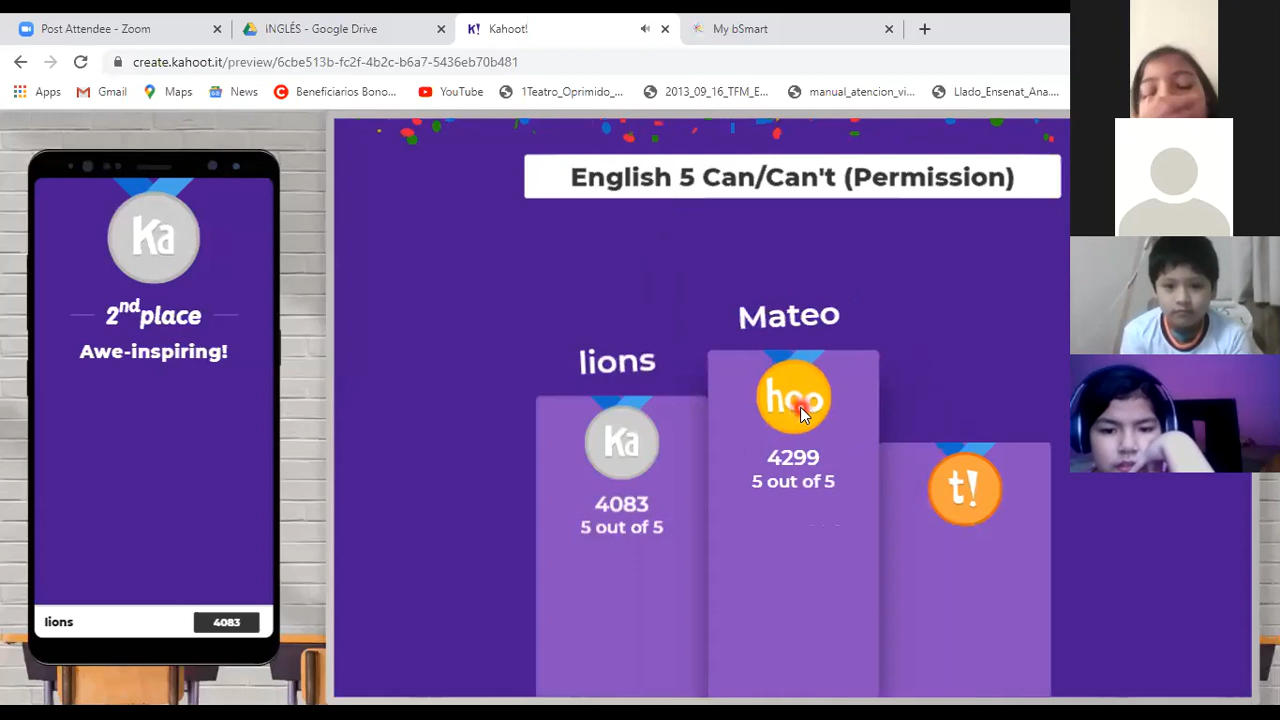 Post Attendee - Zoom
iNGLÉS - Google Drive
K! Kahoot!
My bSmart
create.kahoot.it/preview/6cbe513b-fc2f-4b2c-b6a7-5436eb70b481
Apps
Gmail
Maps
News
Beneficiarios Bono...
YouTube
1Teatro_Oprimido_...
2013_09_16_TFM_E...
manual_atencion_vi...
Llado_Ensenat_Ana....
English 5 Can/Can't (Permission)
Ka
2nd place
Awe-inspiring!
lions
4083
lions
Ka
4083
5 out of 5
Mateo
hoo
4299
5 out of 5
t!